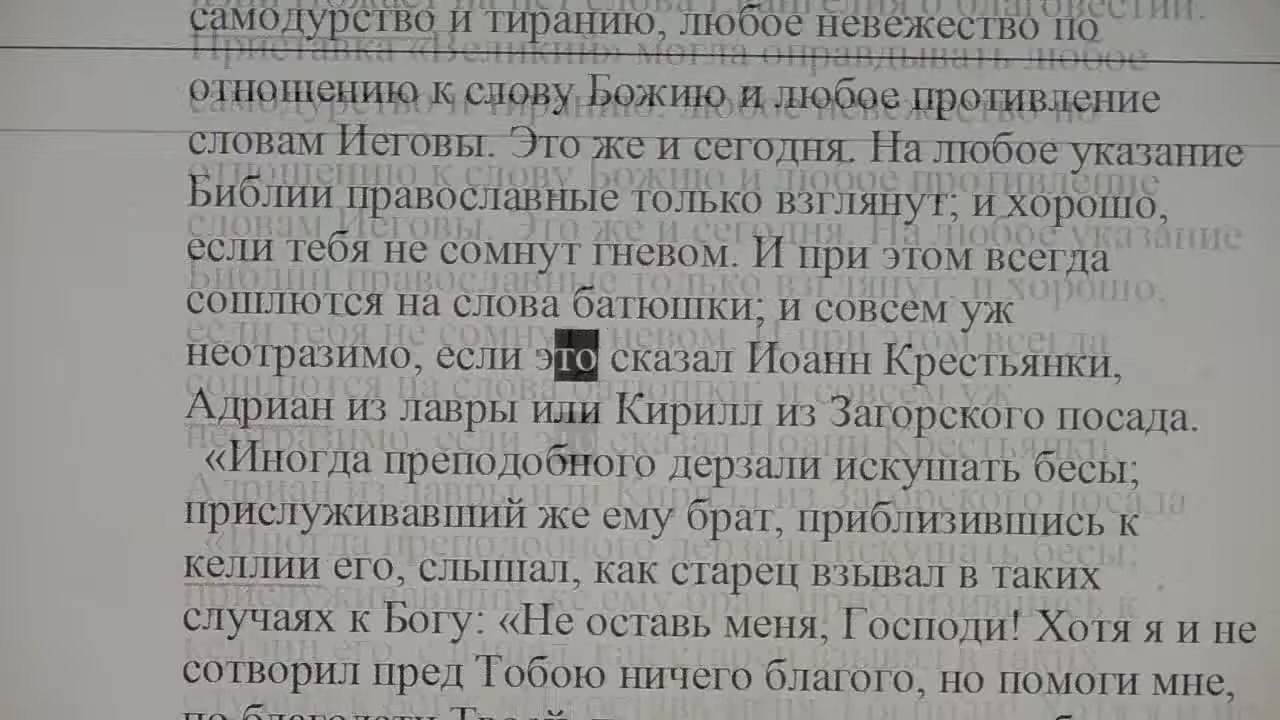 самодурство и тиранию, любое невежество по
отношению к слову Божию и любое противление
словам Иеговы. Это же и сегодня. На любое указание
Библии православные только взглянут; и хорошо,
если тебя не сомнут гневом. И при этом всегда
сошлются на слова батюшки; и совсем уж
неотразимо, если это сказал Иоанн Крестьянки,
Адриан из лавры или Кирилл из Загорского посада.
«Иногда преподобного дерзали искушать бесы;
прислуживавший же ему брат, приблизившись к
келлии его, слышал, как старец взывал в таких
случаях к Богу: «Не оставь меня, Господи! Хотя я и не
сотворил пред Тобою ничего благого, но помоги мне,